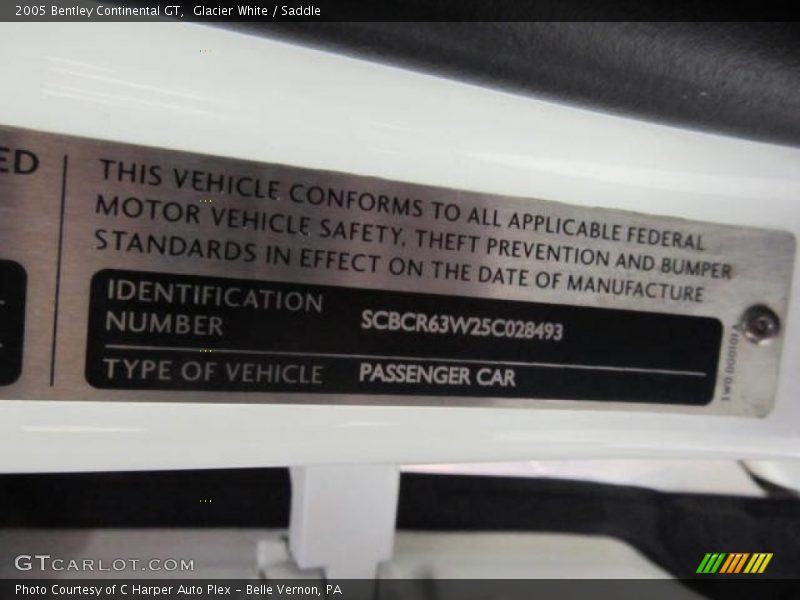 2005 Bentley Continental GT,  Glacier White / Saddle
ED
THIS VEHICLE CONFORMS TO ALL APPLICABLE FEDERAL
MOTOR VEHICLE SAFETY, THEFT PREVENTION AND BUMPER
STANDARDS IN EFFECT ON THE DATE OF MANUFACTURE
IDENTIFICATION
NUMBER
SCBCR63W25C028493
TYPE OF VEHICLE
PASSENGER CAR
GTCARLOT.COM
Photo Courtesy of C Harper Auto Plex - Belle Vernon, PA